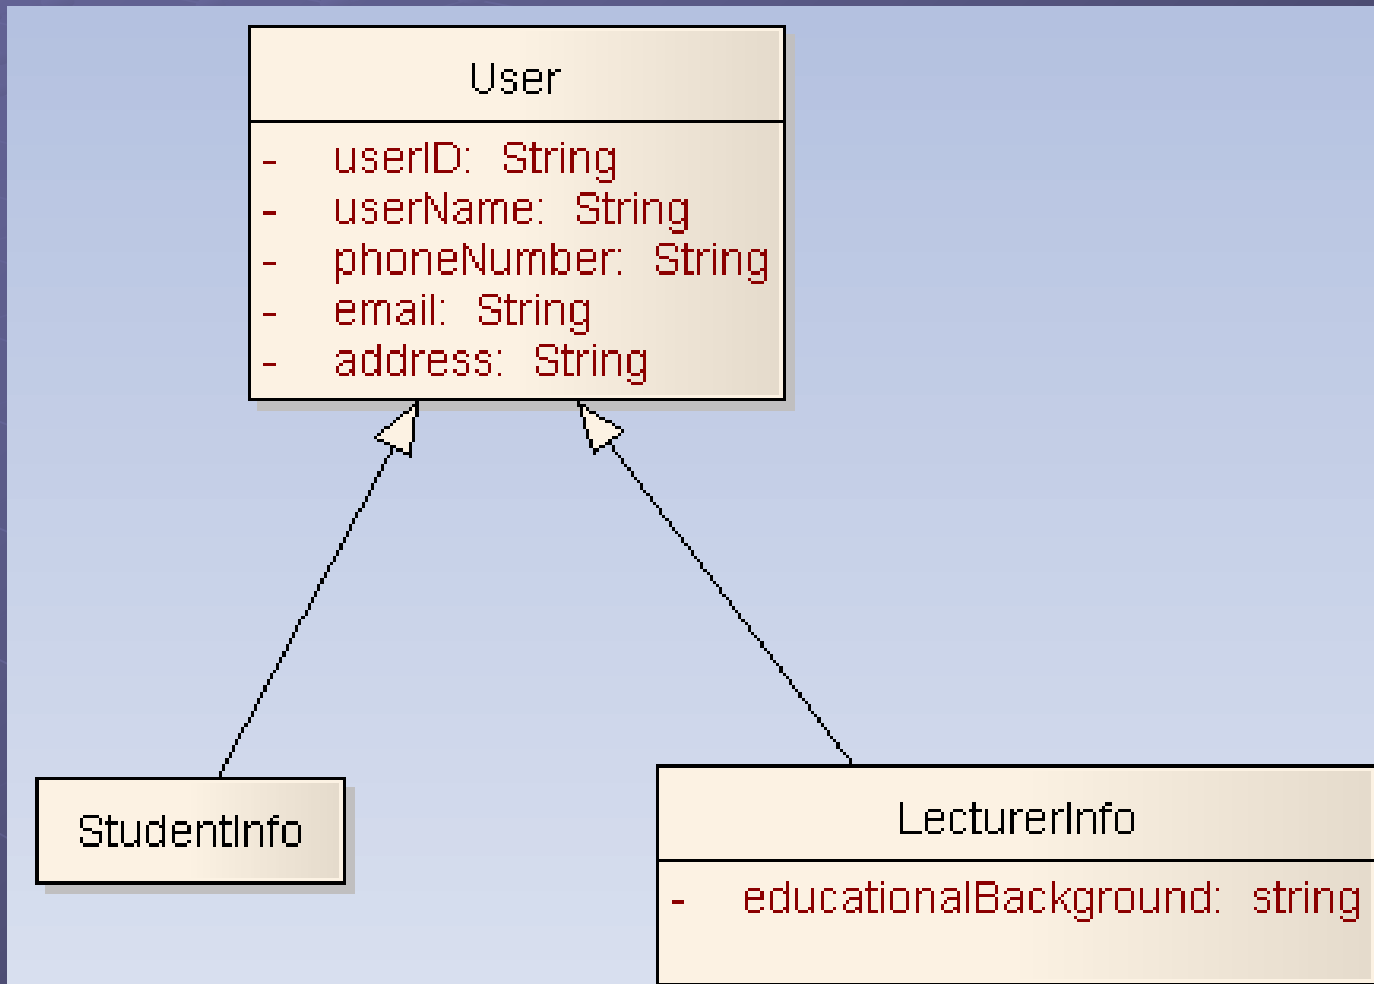 User
- userID: String
- userName: String
- phoneNumber: String
- email: String
- address: String
StudentInfo
LecturerInfo
- educationalBackground: string